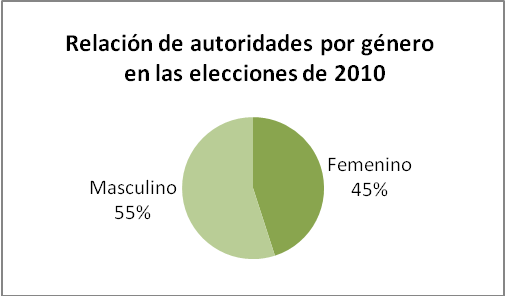 Relación de autoridades por género
en las elecciones de 2010
Femenino
45%
Masculino
55%